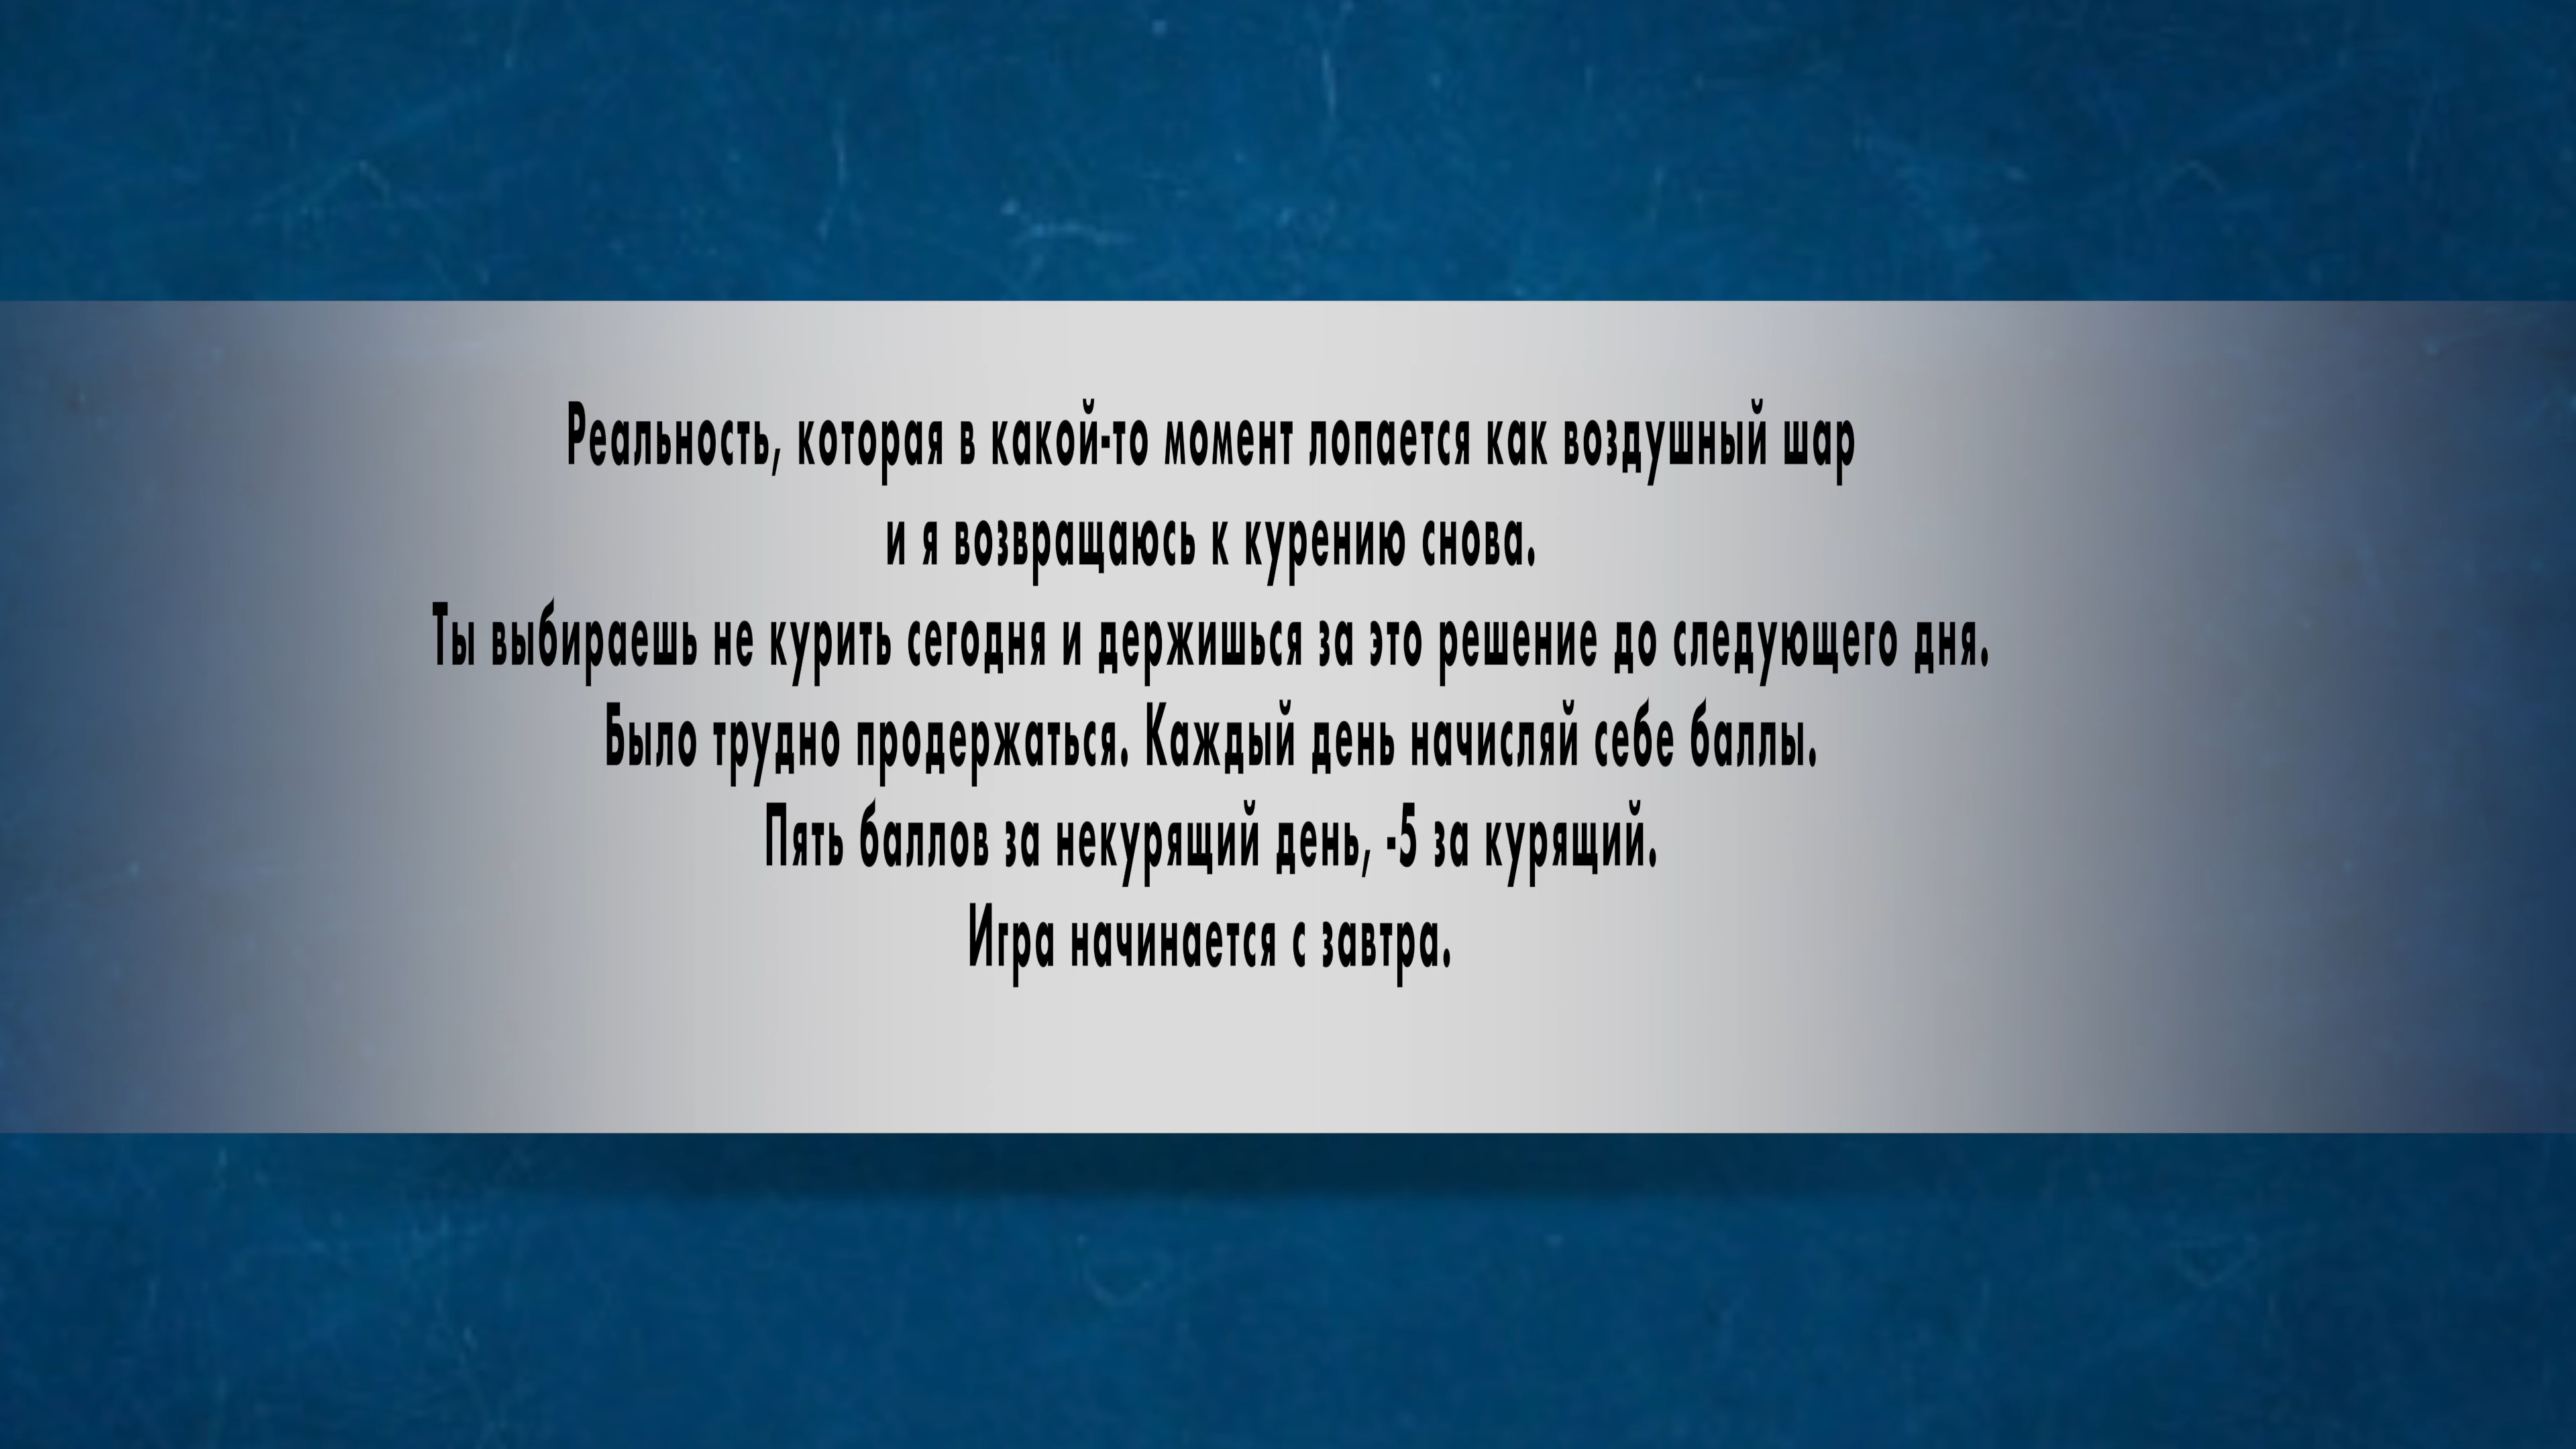 Реальность, которая в какой-то момент лопается как воздушный шар
и я возвращаюсь к курению снова.
Ты выбираешь не курить сегодня и держишься за это решение до следующего дня.
Было трудно продержаться. Каждый день начисляй себе баллы.
Пять баллов за некурящий день, -5 за курящий.
Игра начинается с завтра.